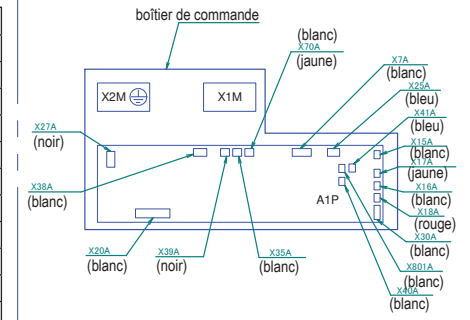 boîtier de commande
(blanc)
X70A
(jaune)
X7A
(blanc)
X25A
(bleu)
X41A
(bleu)
X2M
X1M
X27A
(noir)
X15A
(blanc)
X17A
(jaune)
X38A
(blanc)
X16A
(blanc)
A1P
X18A
(rouge)
X30A
(blanc)
X20A
(blanc)
X39A
(noir)
X35A
(blanc)
X801A
(blanc)
X40A
(blanc)